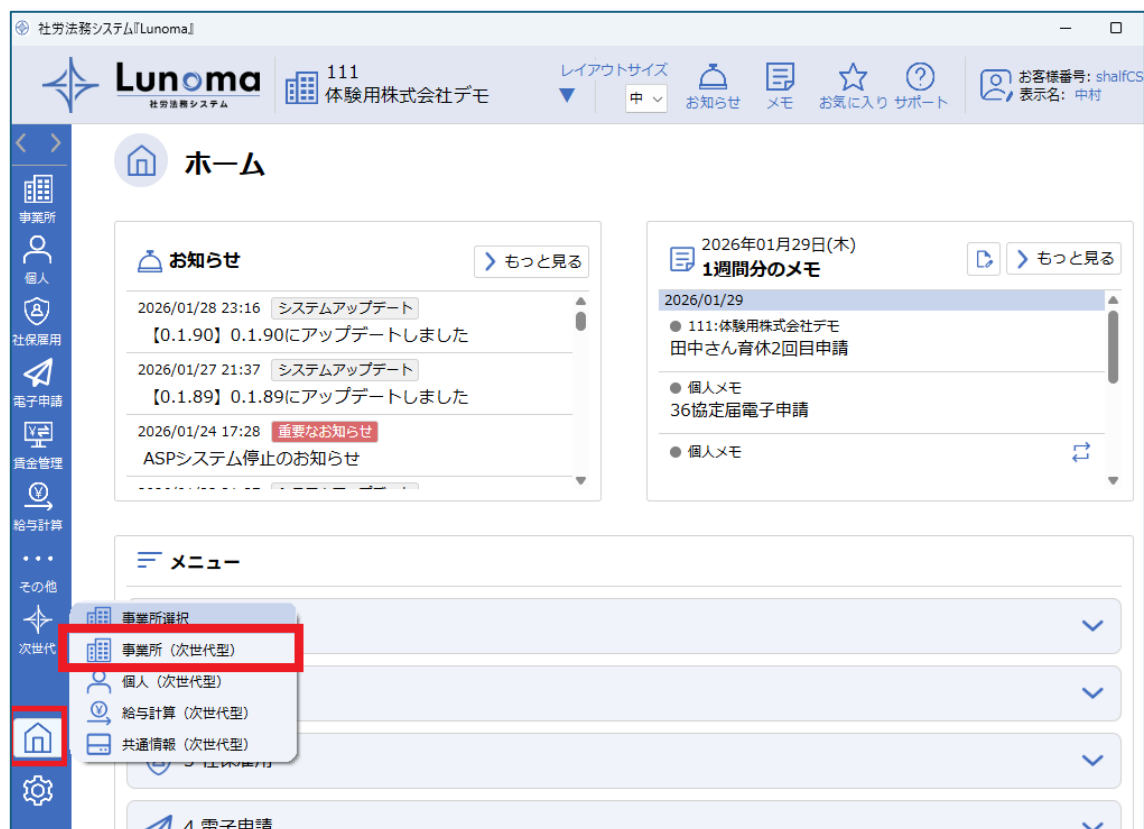 社労法務システム『Lunoma』
Lunoma
社労法務システム
111
体験用株式会社デモ
レイアウトサイズ
中
お知らせ
メモ
お気に入り
サポート
お客様番号: shalfCS
表示名: 中村
事業所
個人
社保雇用
電子申請
賃金管理
給与計算
その他
次世代
ホーム
お知らせ
もっと見る
2026/01/28 23:16 システムアップデート
【0.1.90】0.1.90にアップデートしました
2026/01/27 21:37 システムアップデート
【0.1.89】0.1.89にアップデートしました
2026/01/24 17:28 重要なお知らせ
ASPシステム停止のお知らせ
2026年01月29日(木)
1週間分のメモ
もっと見る
2026/01/29
111:体験用株式会社デモ
田中さん育休2回目申請
個人メモ
36協定届電子申請
個人メモ
メニュー
事業所選択
事業所（次世代型）
個人（次世代型）
給与計算（次世代型）
共通情報（次世代型）
4 電子申請